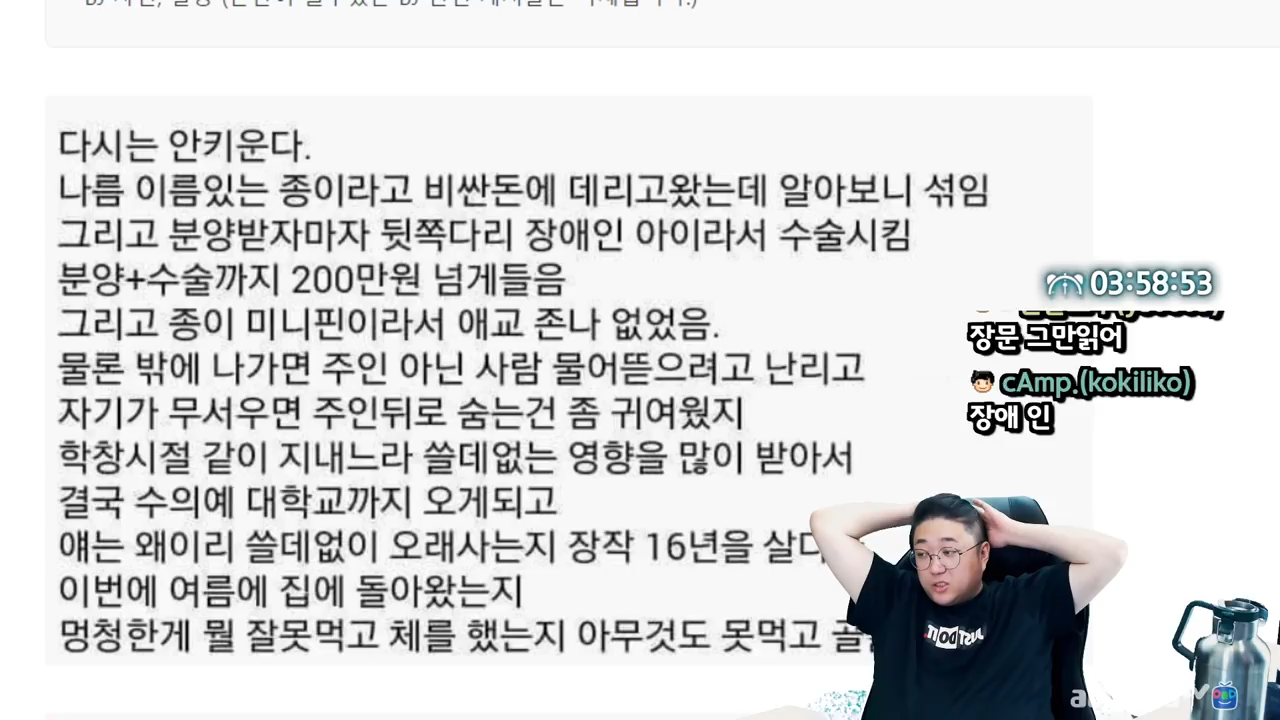 다시는 안키운다.
나름 이름있는 종이라고 비싼돈에 데리고왔는데 알아보니 섞임
그리고 분양받자마자 뒷쪽다리 장애인 아이라서 수술시킴
분양+수술까지 200만원 넘게들음
그리고 종이 미니핀이라서 애교 존나 없었음.
물론 밖에 나가면 주인 아닌 사람 물어뜯으려고 난리고
자기가 무서우면 주인뒤로 숨는건 좀 귀여웠지
학창시절 같이 지내느라 쓸데없는 영향을 많이 받아서
결국 수의예 대학교까지 오게되고
얘는 왜이리 쓸데없이 오래사는지 장작 16년을
이번에 여름에 집에 돌아왔는지
멍청한게 뭘 잘못먹고 체를 했는지 아무것도 못먹고
03:58:53
장문 그만읽어
cAmp.(kokiliko)
장애 인